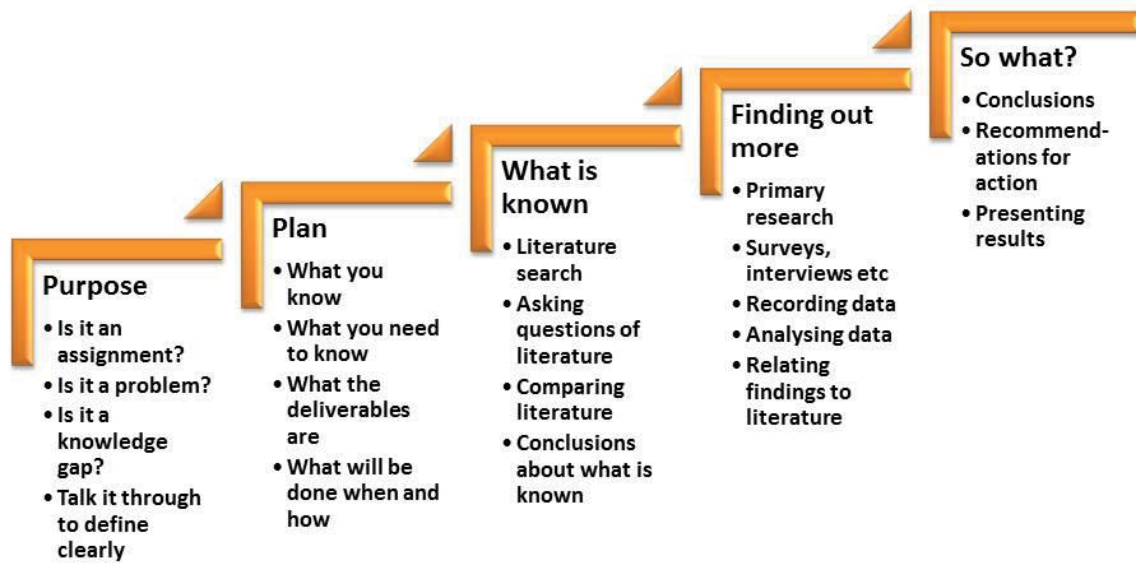 Purpose
• Is it an
assignment?
• Is it a problem?
• Is it a
knowledge
gap?
• Talk it through
to define
clearly
Plan
• What you
know
• What you need
to know
• What the
deliverables
are
• What will be
done when and
how
What is
known
• Literature
search
• Asking
questions of
literature
• Comparing
literature
• Conclusions
about what is
known
Finding out
more
• Primary
research
• Surveys,
interviews etc
• Recording data
• Analysing data
• Relating
findings to
literature
So what?
• Conclusions
• Recommend-
ations for
action
• Presenting
results